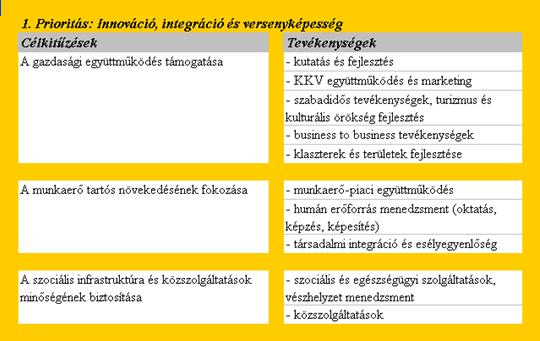 1. Prioritás: Innováció, integráció és versenyképesség
Célkitűzések
Tevékenységek
A gazdasági együttműködés támogatása
- kutatás és fejlesztés
- KKV együttműködés és marketing
- szabadidős tevékenységek, turizmus és
kulturális örökség fejlesztés
- business to business tevékenységek
- klaszterek és területek fejlesztése
A munkaerő tartós növekedésének fokozása
- munkaerő-piaci együttműködés
- humán erőforrás menedzsment (oktatás,
képzés, képesítés)
- társadalmi integráció és esélyegyenlőség
A szociális infrastruktúra és közszolgáltatások
minőségének biztosítása
- szociális és egészségügyi szolgáltatások,
vészhelyzet menedzsment
- közszolgáltatások